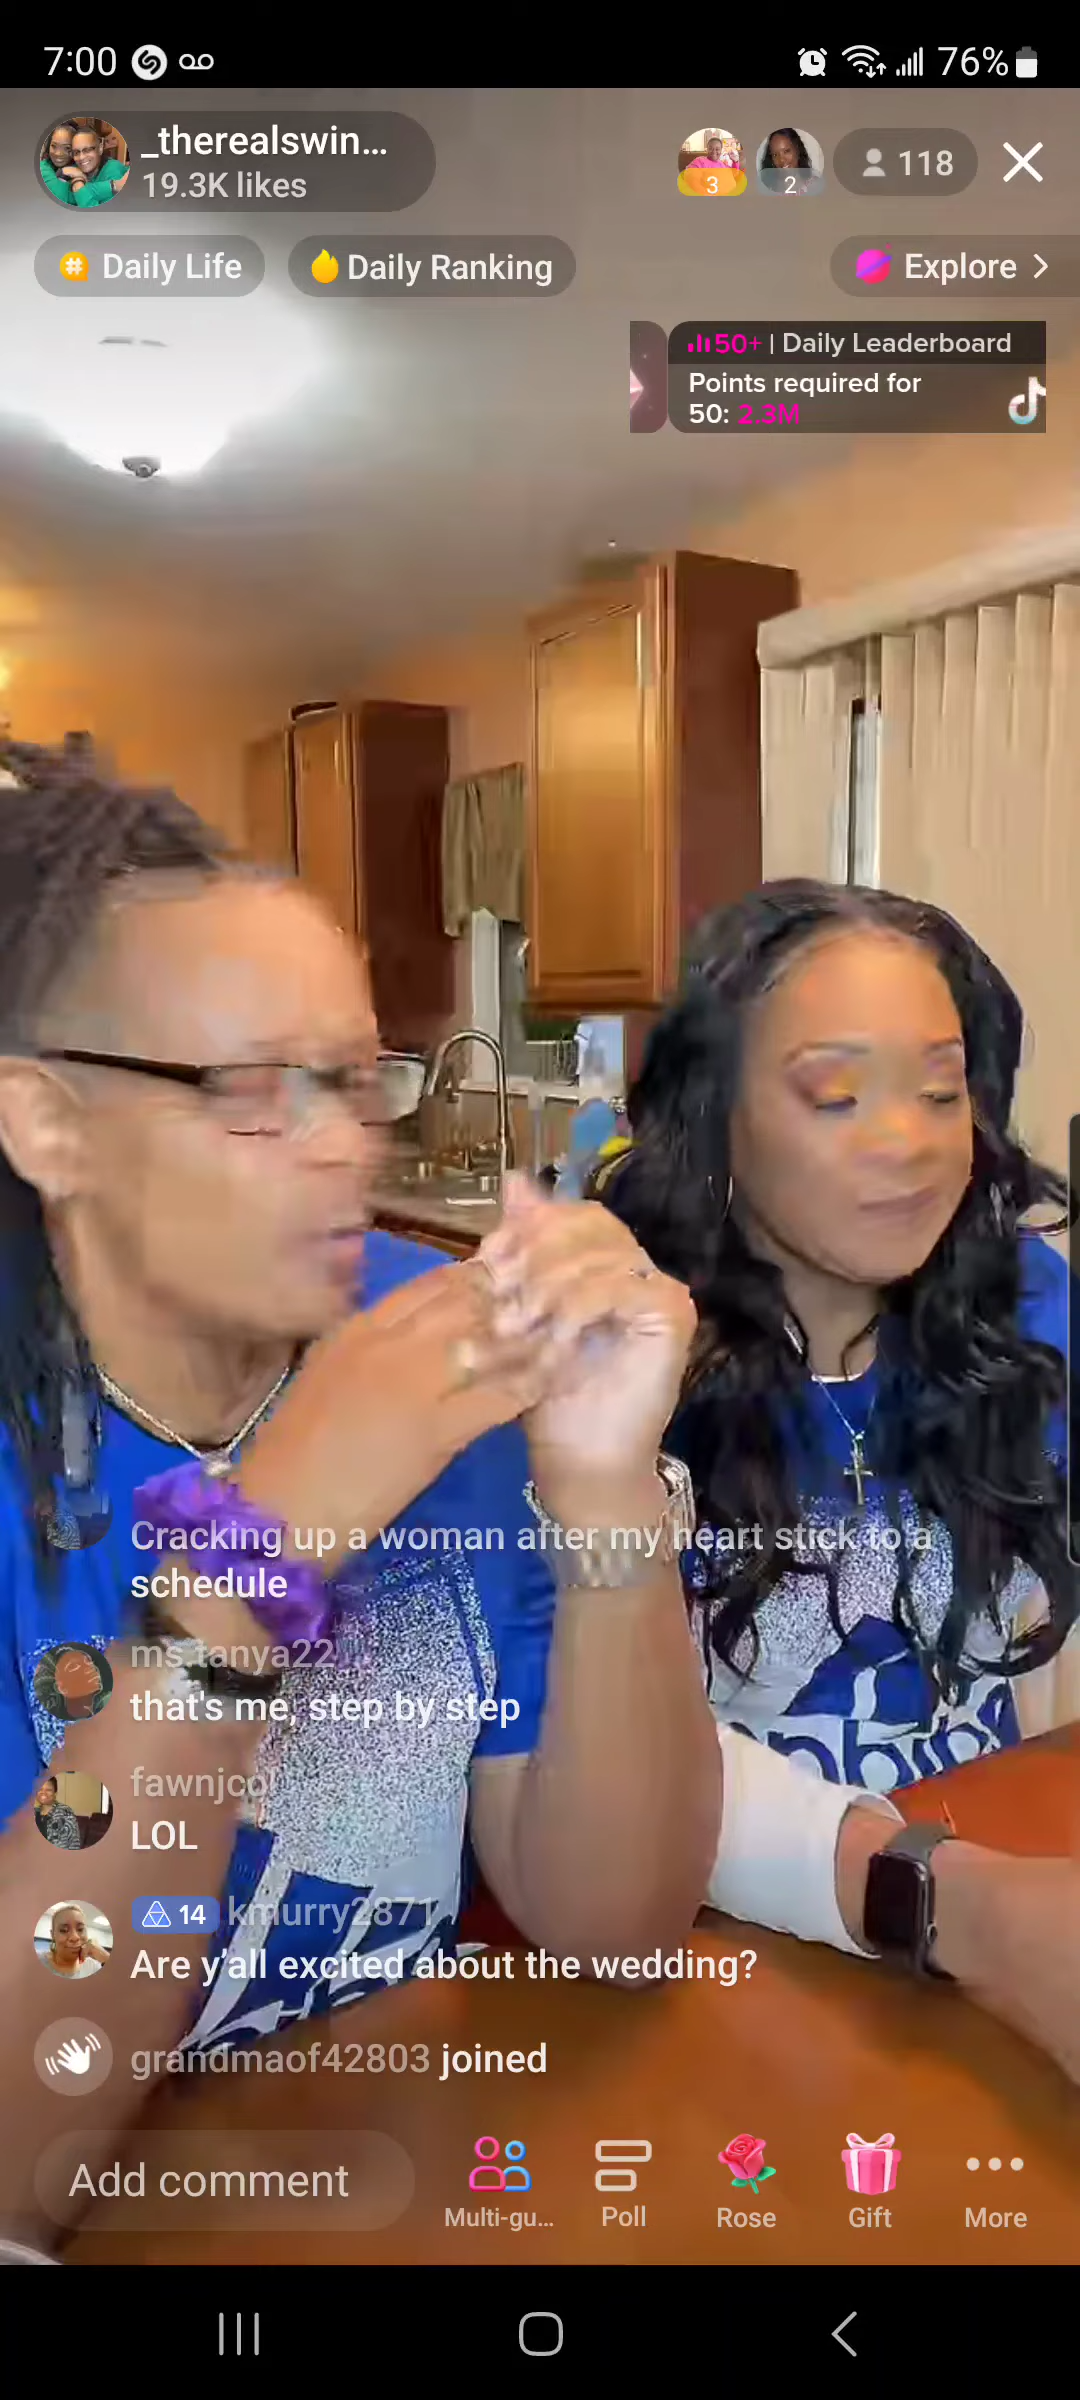 7:00
76%
_therealswin...
19.3K likes
3
2
118
Daily Life
Daily Ranking
Explore
50+ | Daily Leaderboard
Points required for
50: 2.3M
Cracking up a woman after my heart stick to a
schedule
ms.tanya22
that's me, step by step
fawnjcol
LOL
14 kmurry2871
Are y'all excited about the wedding?
grandmaof42803 joined
Add comment
Multi-gu...
Poll
Rose
Gift
More